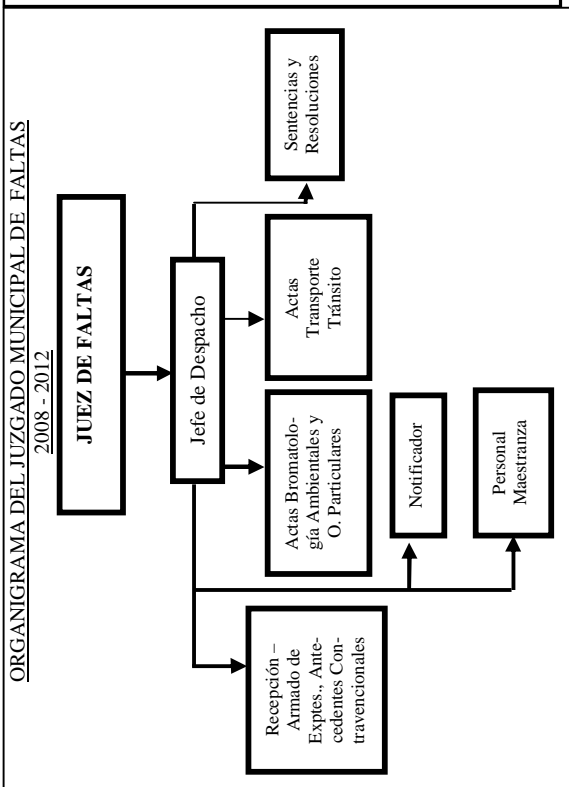 ORGANIGRAMA DEL JUZGADO MUNICIPAL DE FALTAS
2008 - 2012
JUEZ DE FALTAS
Jefe de Despacho
Recepción –
Armado de
Exptes., Ante-
cedentes Con-
travencionales
Actas Bromatolo-
gía Ambientales y
O. Particulares
Actas
Transporte
Tránsito
Sentencias y
Resoluciones
Notificador
Personal
Maestranza